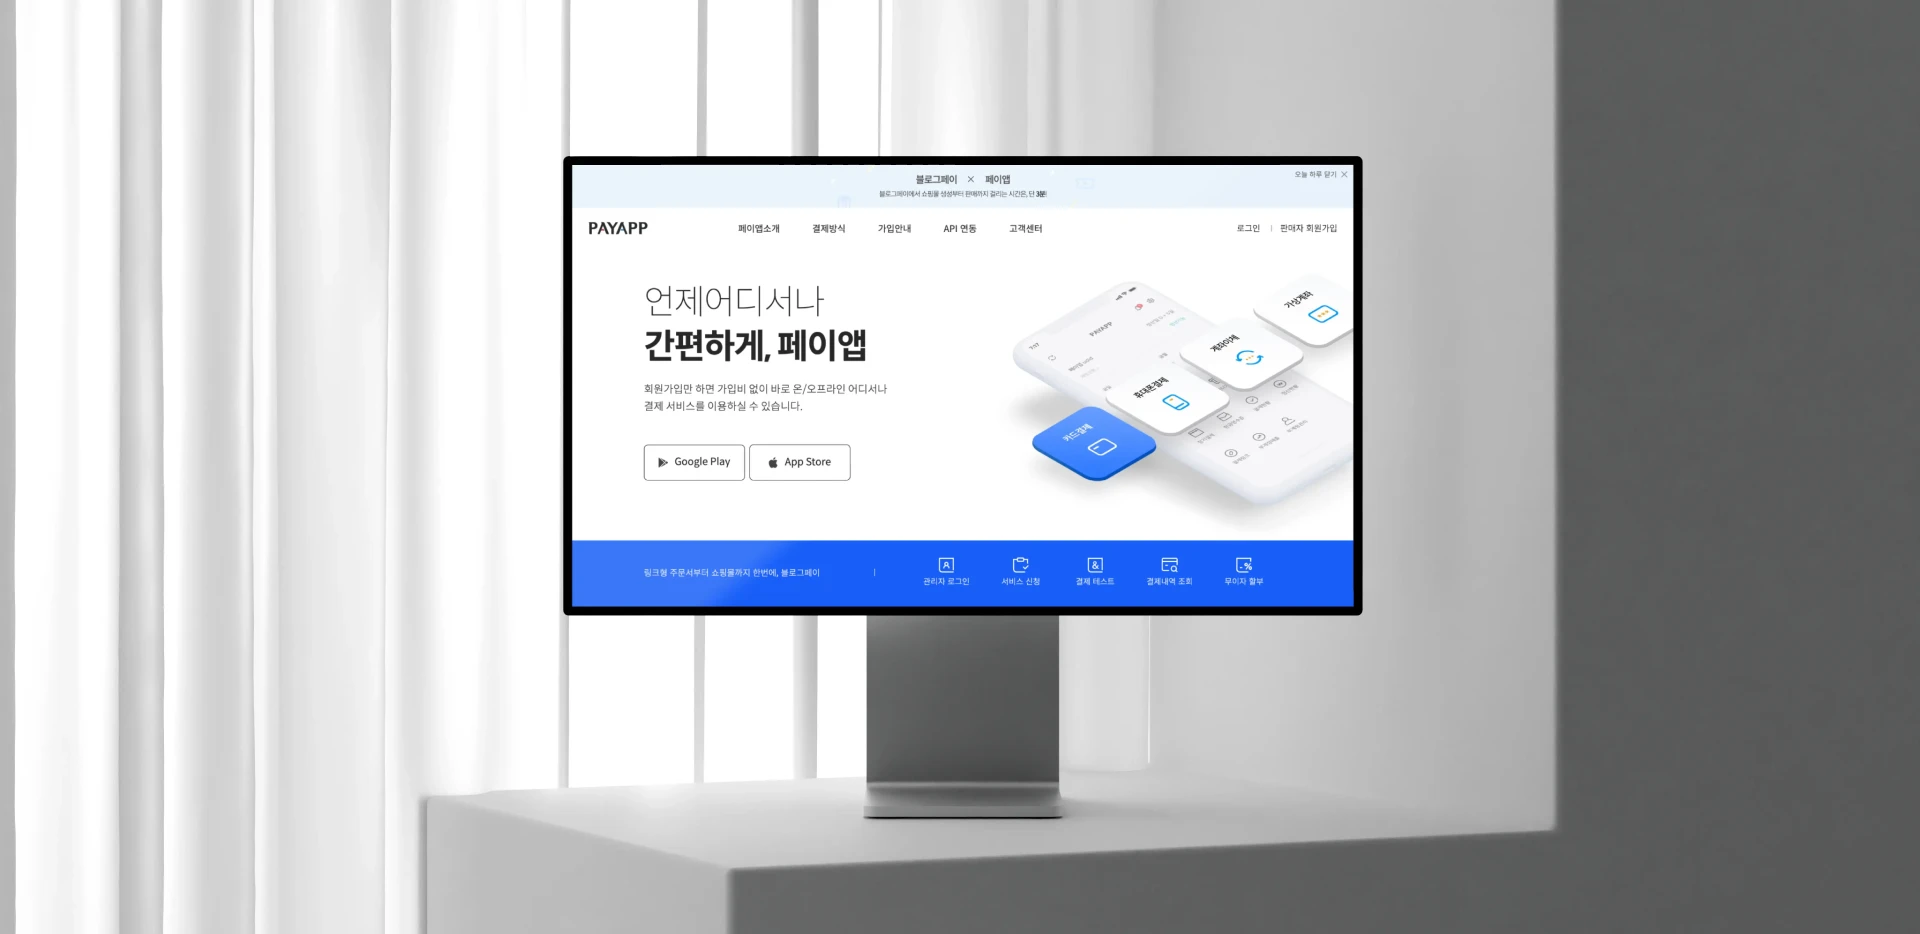 블로그페이 × 페이앱
오늘 하루 닫기 ×
블로그페이에서 쇼핑몰 생성부터 판매까지 걸리는 시간은, 단 3분!
PAYAPP
페이앱소개
결제방식
가입안내
API 연동
고객센터
로그인 | 판매자 회원가입
언제어디서나
간편하게, 페이앱
회원가입만 하면 가입비 없이 바로 온/오프라인 어디서나
결제 서비스를 이용하실 수 있습니다.
Google Play
App Store
가상계좌
계좌이체
휴대폰결제
카드결제
PAYAPP
링크형 주문서부터 쇼핑몰까지 한번에, 블로그페이
관리자 로그인
서비스 신청
결제 테스트
결제내역 조회
무이자 할부